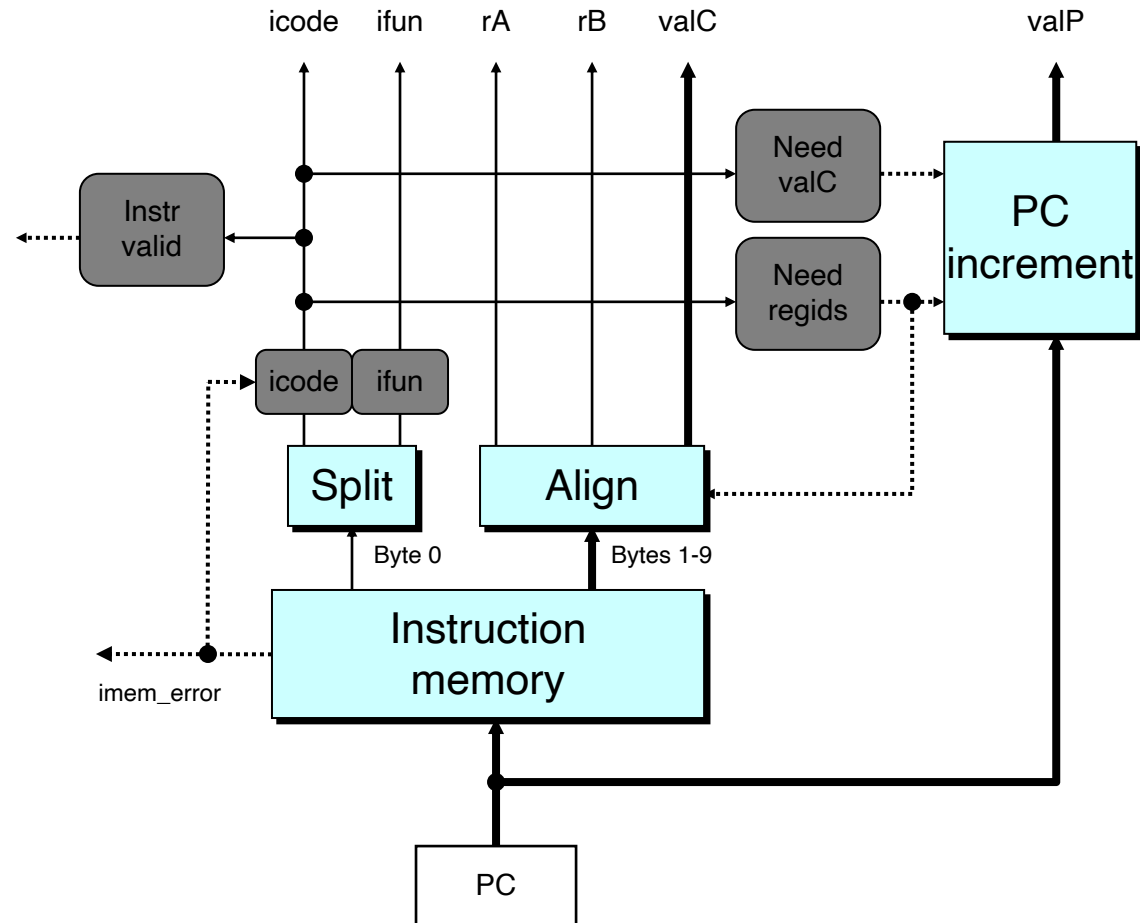 icode
ifun
rA
rB
valC
valP
Need
valC
Instr
valid
PC
increment
Need
regids
icode
ifun
Split
Align
Byte 0
Bytes 1-9
Instruction
memory
imem_error
PC